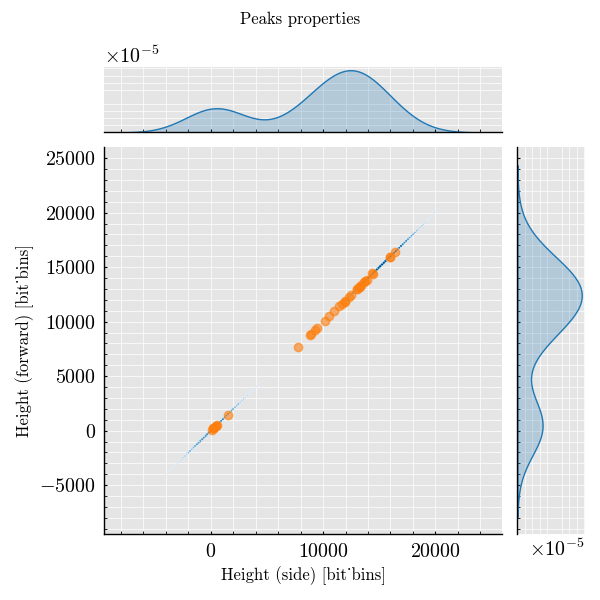 Peaks properties
×10⁻⁵
25000
20000
15000
10000
5000
0
−5000
Height (forward) [bit˙bins]
0 10000 20000
×10⁻⁵
Height (side) [bit˙bins]